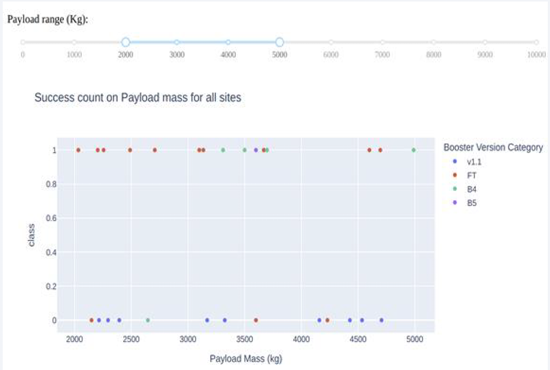 Payload range (Kg):
0 1000 2000 3000 4000 5000 6000 7000 8000 9000 10000
Success count on Payload mass for all sites
Booster Version Category
v1.1
FT
B4
B5
class
1
0.8
0.6
0.4
0.2
0
2000 2500 3000 3500 4000 4500 5000
Payload Mass (kg)